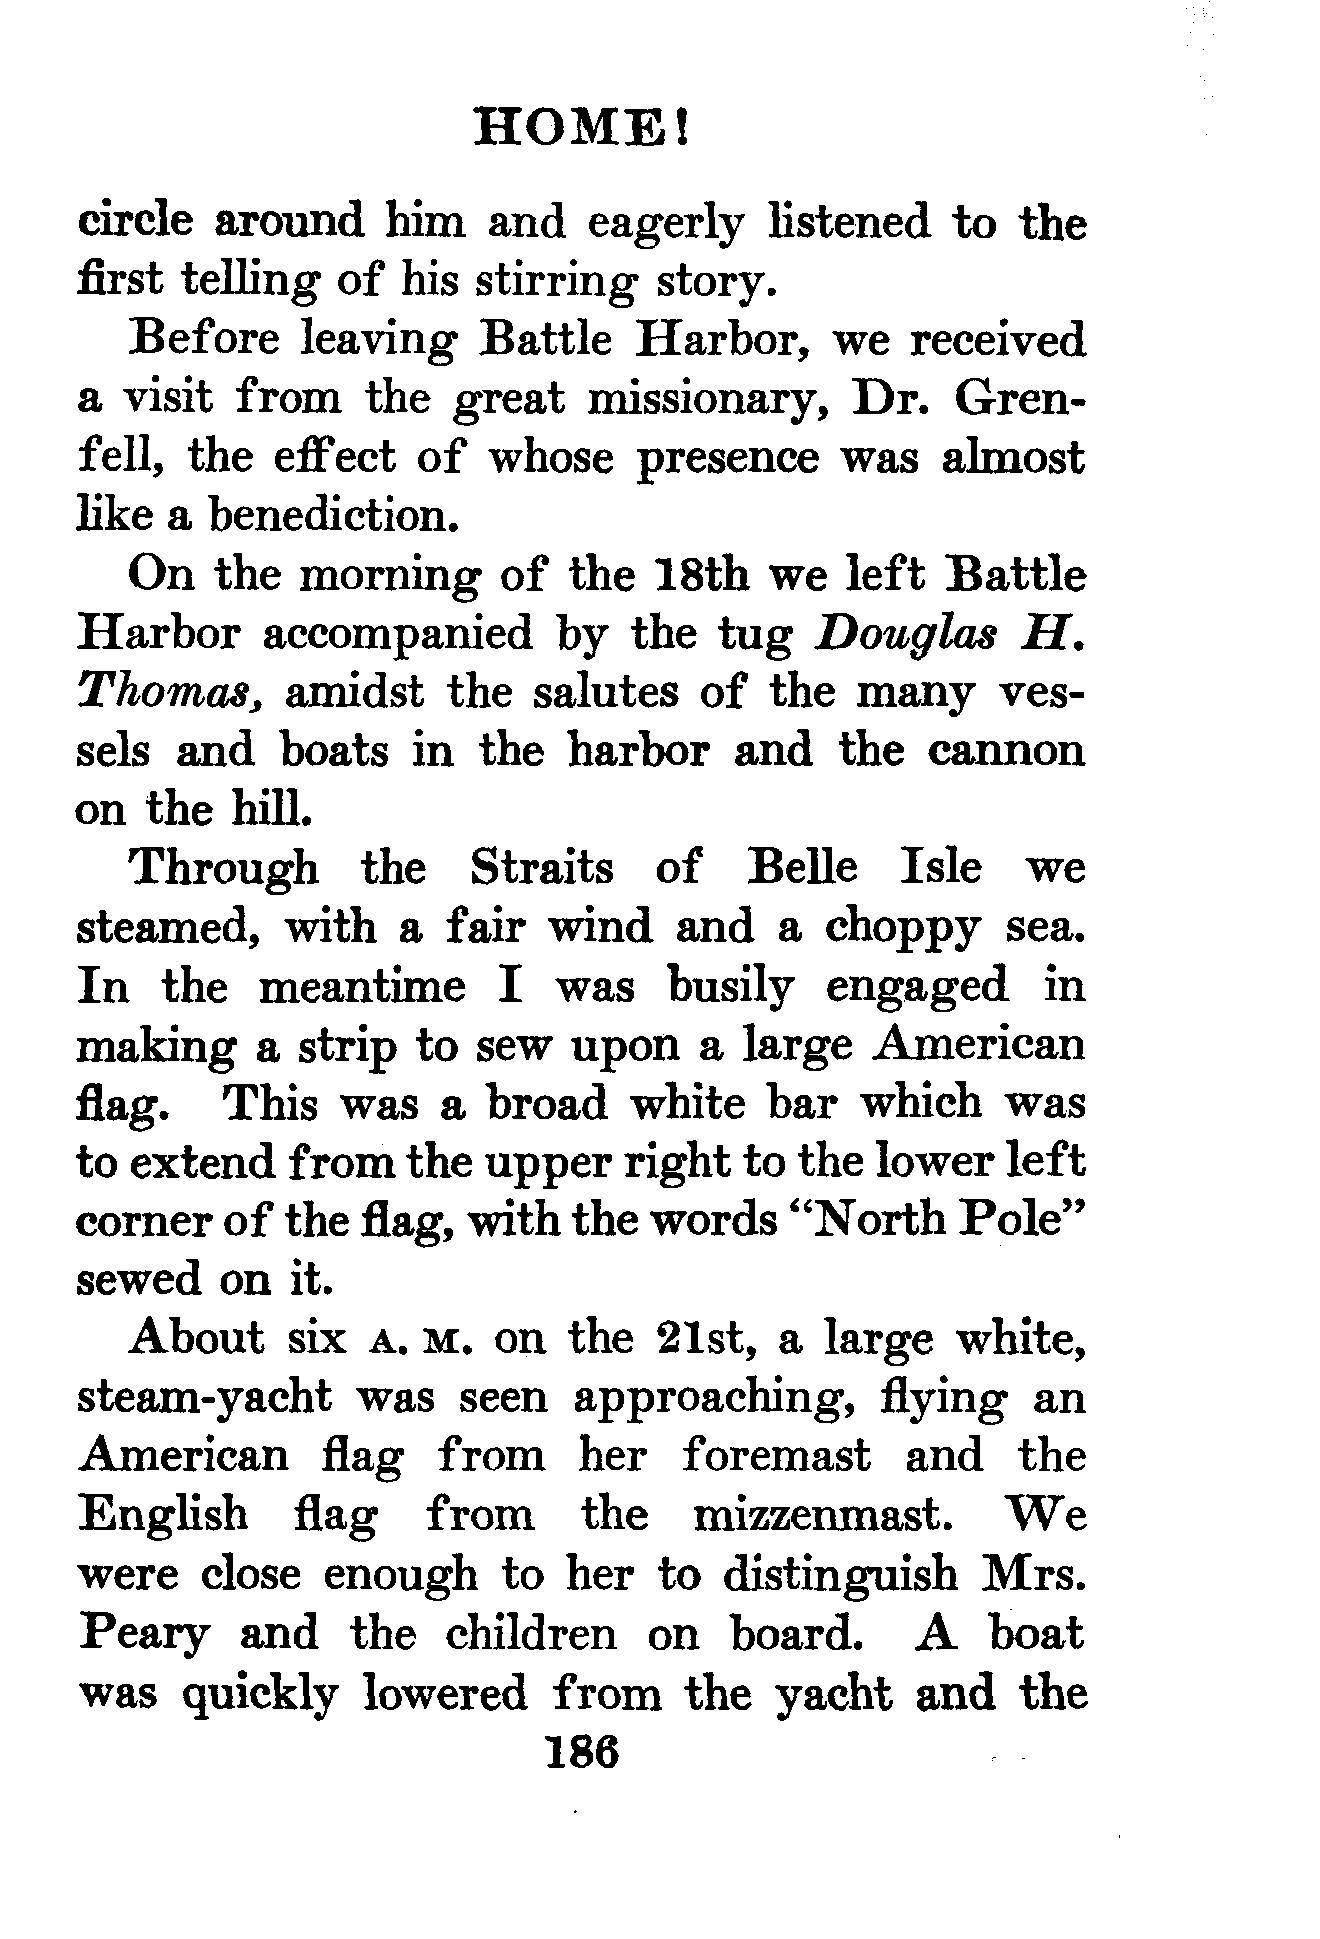 HOME!
circle around him and eagerly listened to the
first telling of his stirring story.
Before leaving Battle Harbor, we received
a visit from the great missionary, Dr. Gren-
fell, the effect of whose presence was almost
like a benediction.
On the morning of the 18th we left Battle
Harbor accompanied by the tug Douglas H.
Thomas, amidst the salutes of the many ves-
sels and boats in the harbor and the cannon
on the hill.
Through the Straits of Belle Isle we
steamed, with a fair wind and a choppy sea.
In the meantime I was busily engaged in
making a strip to sew upon a large American
flag. This was a broad white bar which was
to extend from the upper right to the lower left
corner of the flag, with the words “North Pole”
sewed on it.
About six A. M. on the 21st, a large white,
steam-yacht was seen approaching, flying an
American flag from her foremast and the
English flag from the mizzenmast. We
were close enough to her to distinguish Mrs.
Peary and the children on board. A boat
was quickly lowered from the yacht and the
186